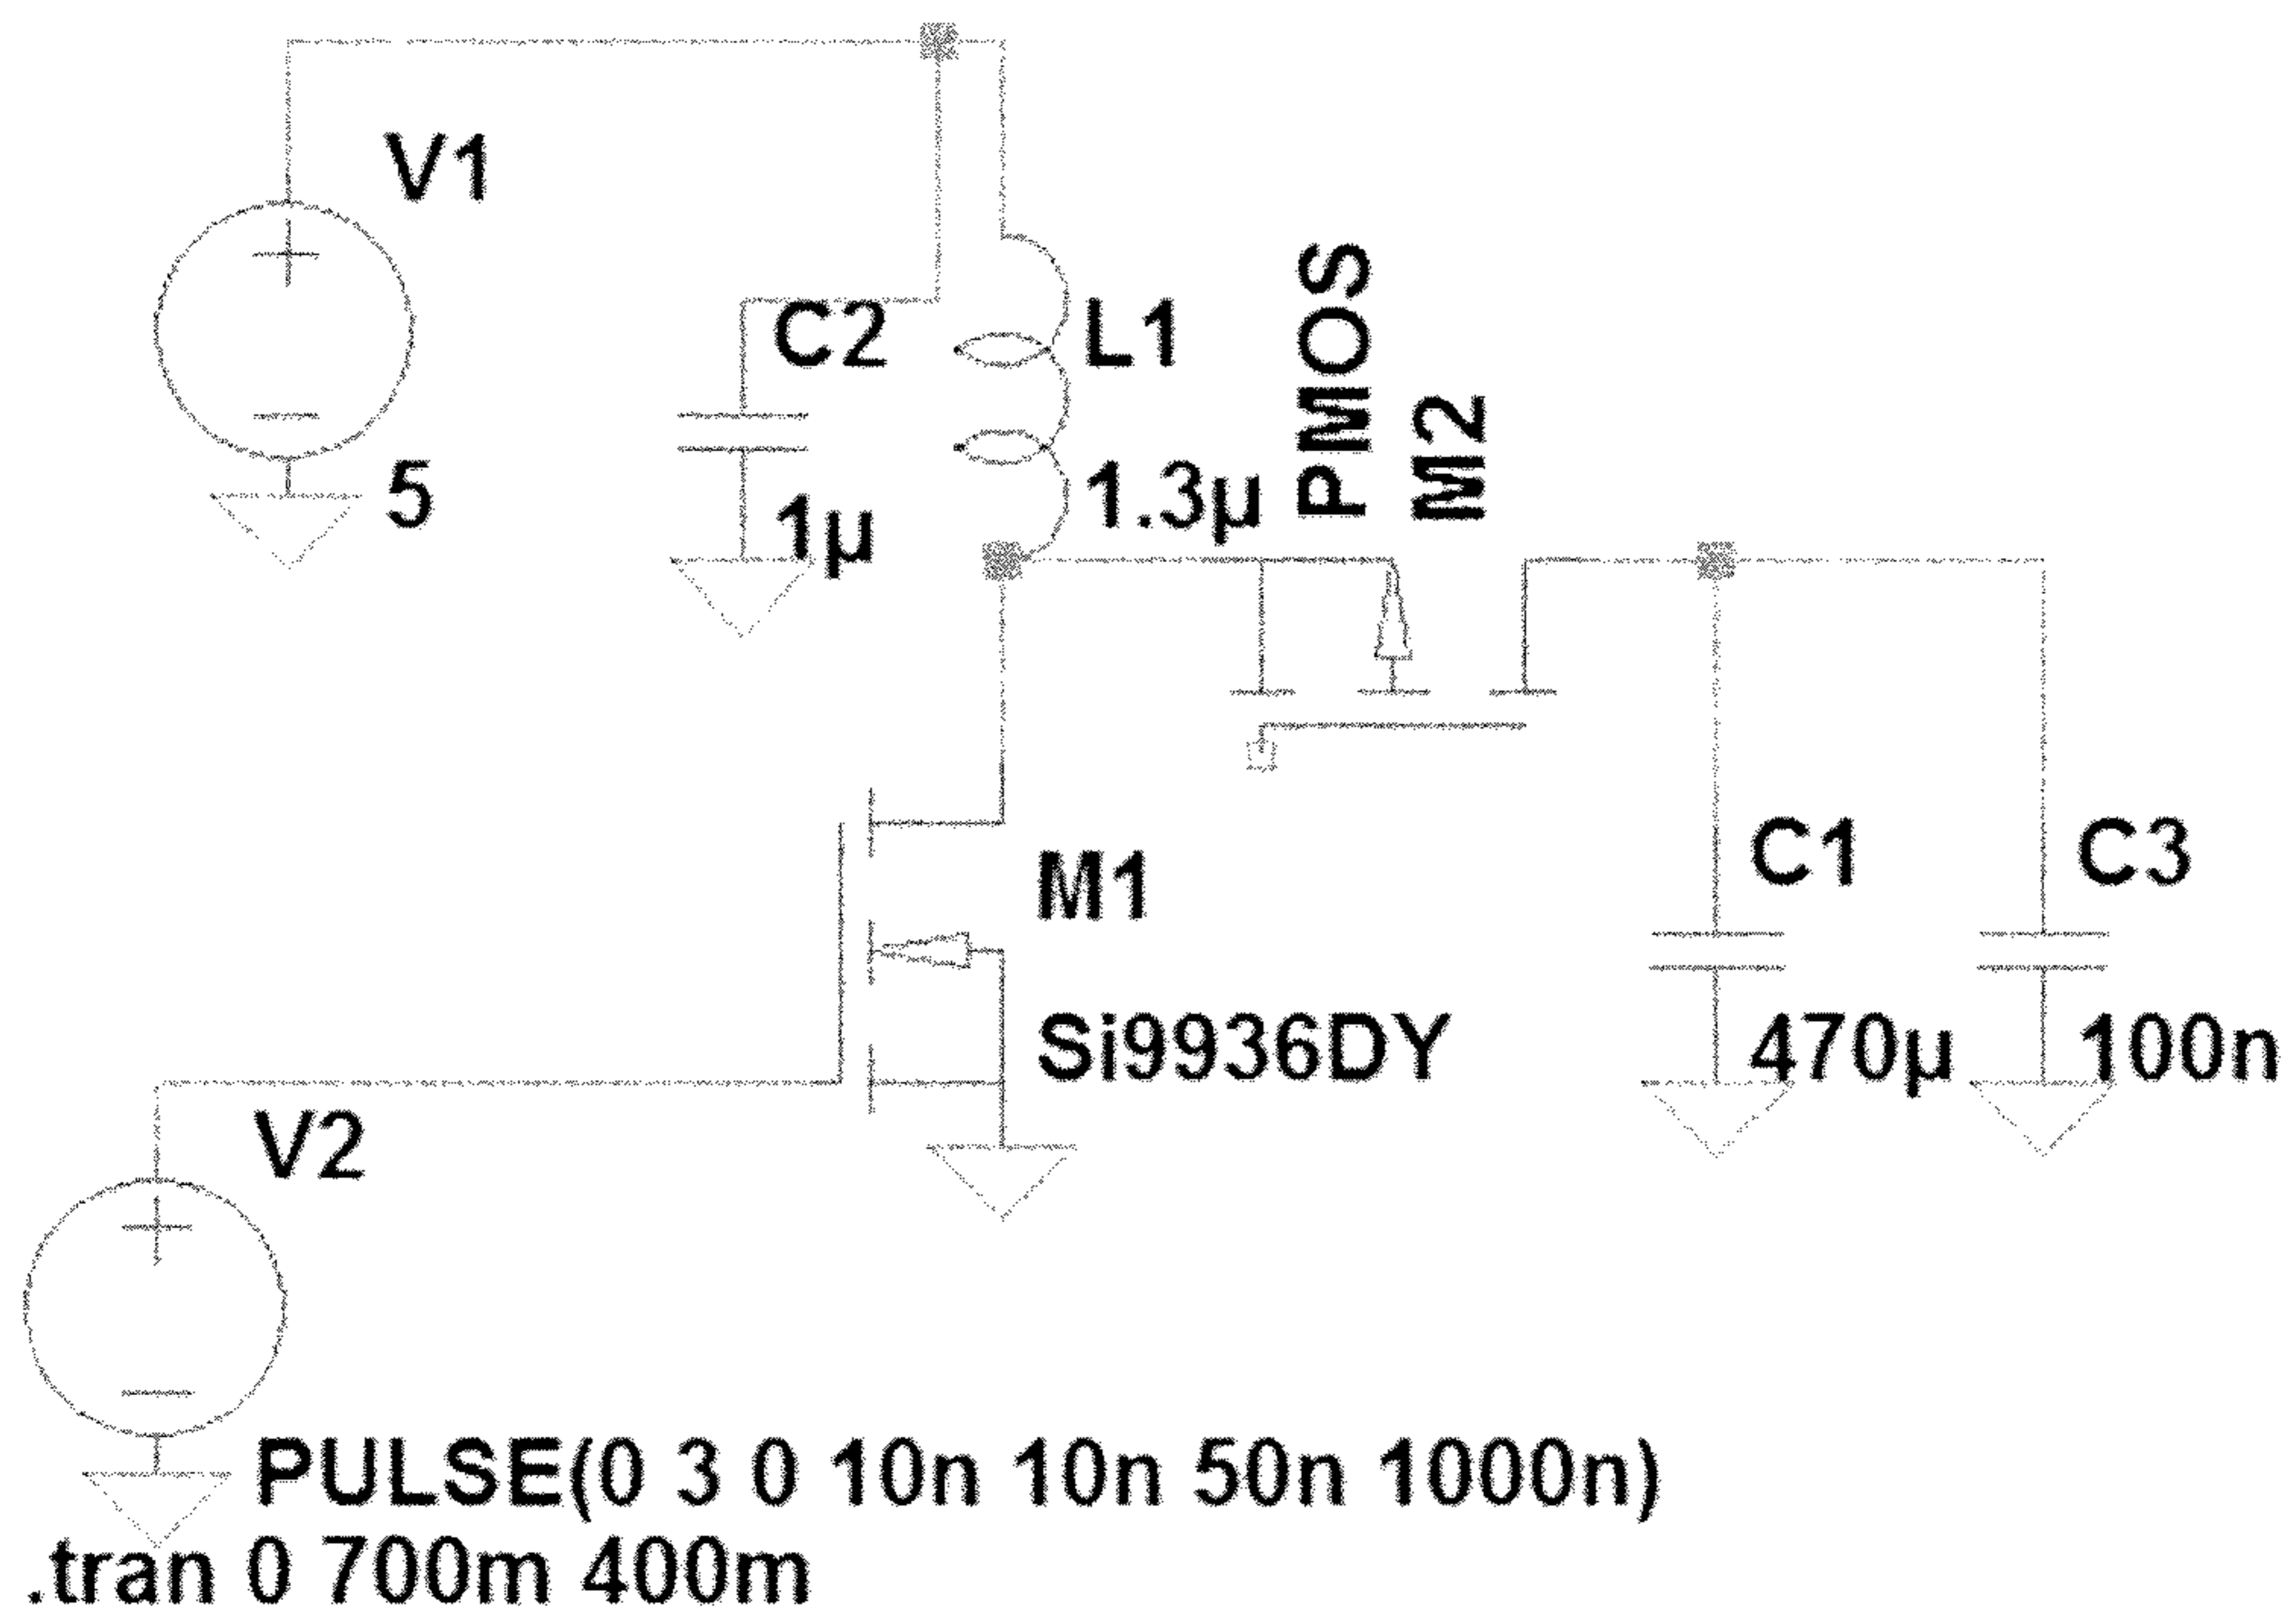 V1
5
C2
1µ
L1
1.3µ
PMOS
M2
M1
Si9936DY
C1
470µ
C3
100n
V2
PULSE(0 3 0 10n 10n 50n 1000n)
.tran 0 700m 400m